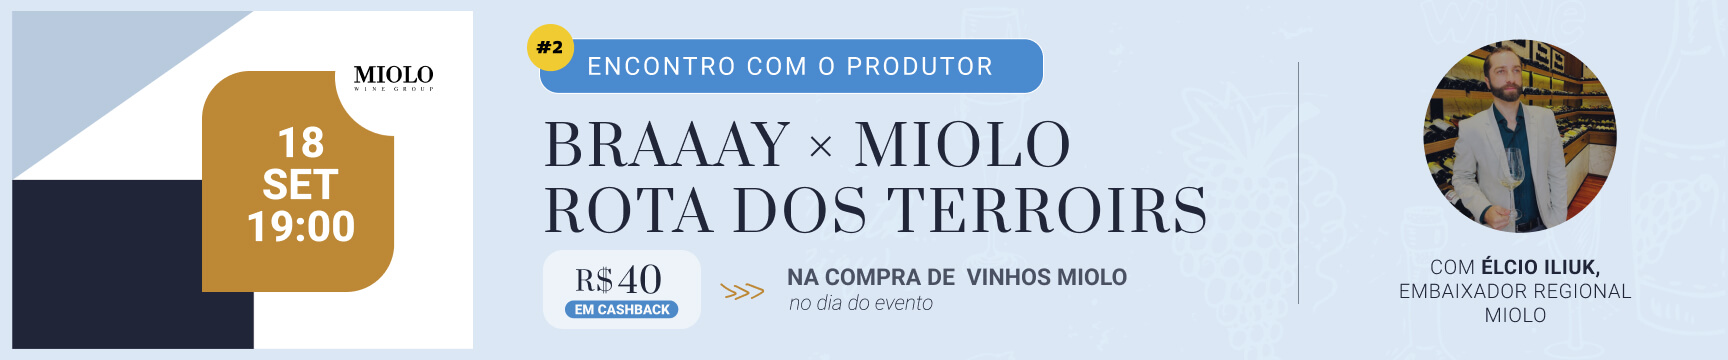 MIOLO
WINE GROUP
18
SET
19:00
#2
ENCONTRO COM O PRODUTOR
BRAAAY × MIOLO
ROTA DOS TERROIRS
R$ 40
EM CASHBACK
NA COMPRA DE VINHOS MIOLO
no dia do evento
COM ÉLCIO ILIUK,
EMBAIXADOR REGIONAL
MIOLO